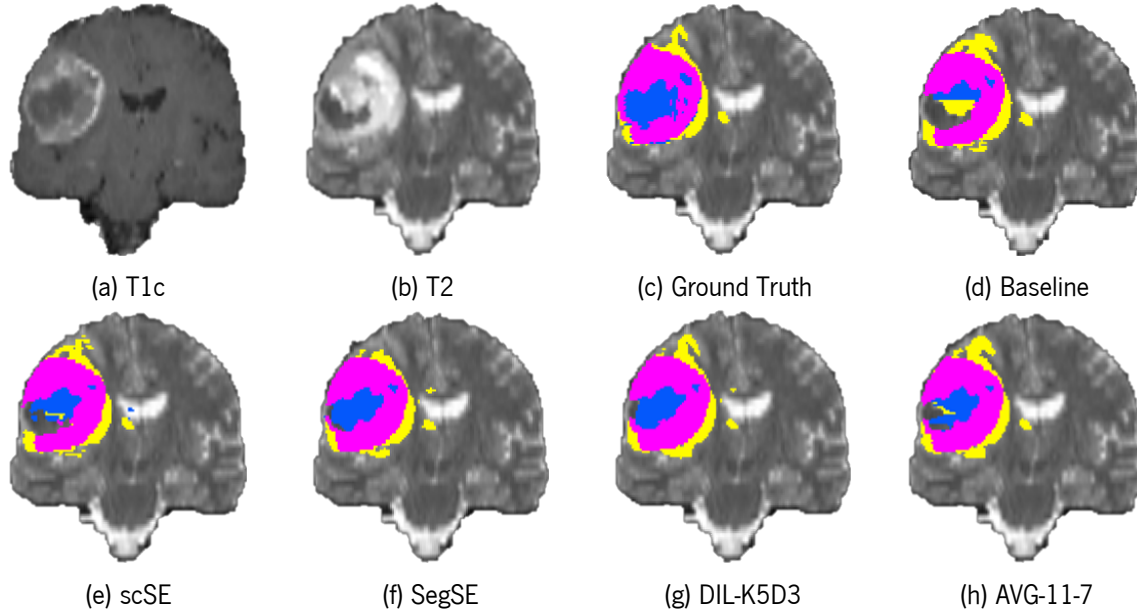 (a) T1c (b) T2 (c) Ground Truth (d) Baseline
(e) scSE (f) SegSE (g) DIL-K5D3 (h) AVG-11-7